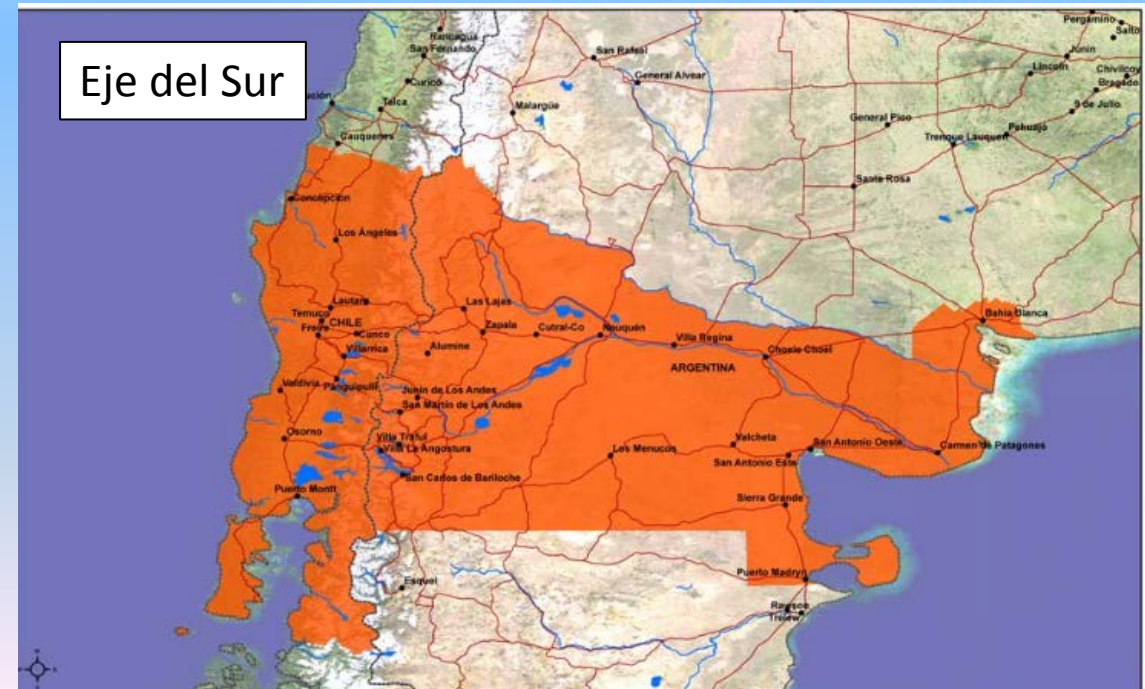 Eje del Sur
Pergamino
Salto
Rancagua
San Fernando
San Rafael
Junín
Lincoln
Chivilcoy
Bragado
Curicó
General Alvear
ución
Talca
Malargüe
9 de Julio
General Pico
Pehuajó
Cauquenes
Trenque Lauquen
Santa Rosa
Concepción
Los Ángeles
Lautaro
Las Lajas
Bahía Blanca
Temuco
CHILE
Freire
Cunco
Zapala
Cutral-Co
Neuquén
Villa Regina
Villarrica
Alumine
Choele Choel
ARGENTINA
Valdivia
Panguipulli
Junín de Los Andes
San Martín de Los Andes
Osorno
Villa Traful
Villa La Angostura
Valcheta
San Antonio Oeste
Carmen de Patagones
Los Menucos
San Antonio Este
San Carlos de Bariloche
Puerto Montt
Sierra Grande
Esquel
Puerto Madryn
Rawson
Trelew